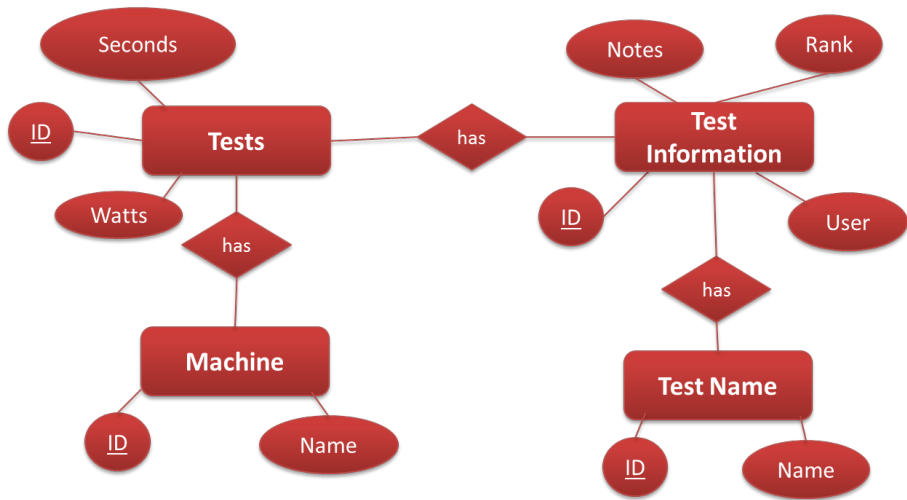 Seconds
Notes
Rank
ID
Tests
has
Test
Information
Watts
ID
User
has
has
Machine
Test Name
ID
Name
ID
Name